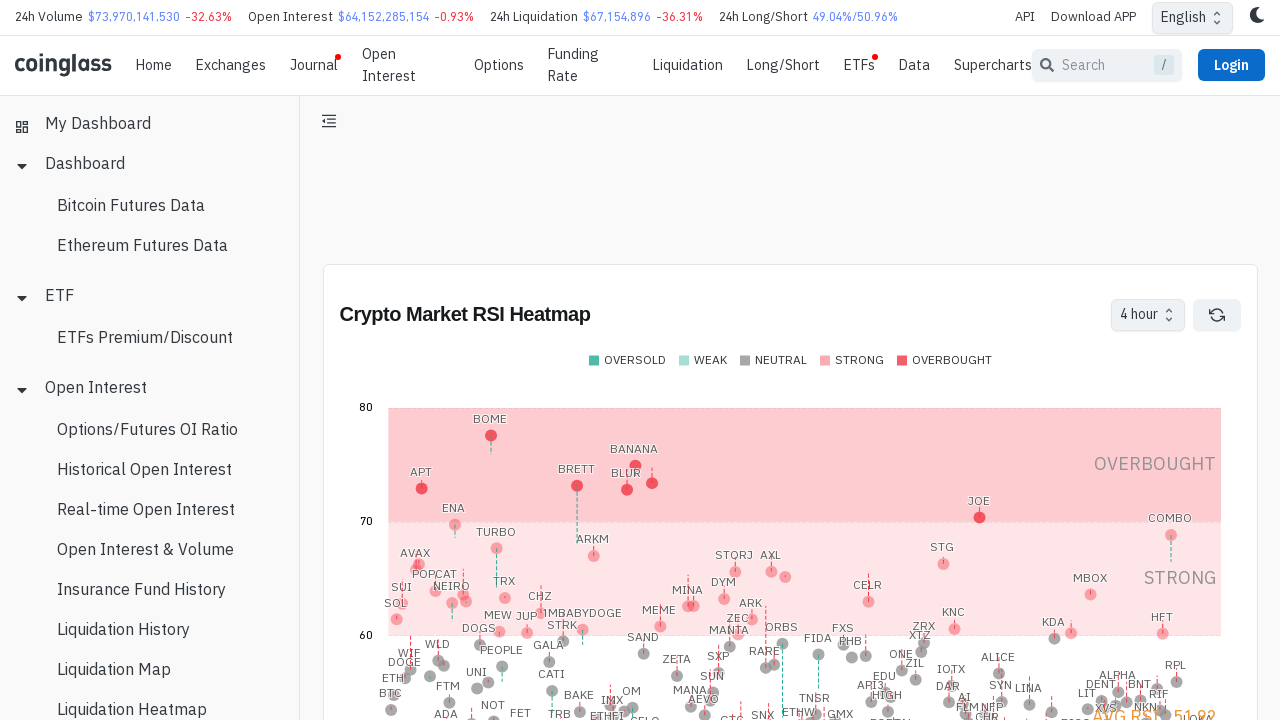 24h Volume $73,970,141,530 -32.63% Open Interest $64,152,285,154 -0.93% 24h Liquidation $67,154,896 -36.31% 24h Long/Short 49.04%/50.96% API Download APP English
coinglass Home Exchanges Journal Open Interest Options Funding Rate Liquidation Long/Short ETFs Data Supercharts Search / Login
My Dashboard
Dashboard
Bitcoin Futures Data
Ethereum Futures Data
ETF
ETFs Premium/Discount
Open Interest
Options/Futures OI Ratio
Historical Open Interest
Real-time Open Interest
Open Interest & Volume
Insurance Fund History
Liquidation History
Liquidation Map
Liquidation Heatmap
Crypto Market RSI Heatmap 4 hour
OVERSOLD WEAK NEUTRAL STRONG OVERBOUGHT
80
BOME
BANANA
OVERBOUGHT
APT BRETT BLUR
JOE
ENA
70 COMBO
TURBO ARKM
STG
AVAX STORJ AXL
POPCAT TRX DYM MBOX STRONG
SUI NEIRO MINA CELR
SOL CHZ ARK
MEW JUP 1MBABYDOGE MEME ZEC KNC HET
DOGS STRK MANTA ORBS FXS ZRX KDA
60 SAND FIDA PHB XTZ
WLD PEOPLE GALA RARE
WIF ZETA SXP ONE ALICE
DOGE UNI CATI SUN ZIL IOTX RPL
ETH EDU ALPHA
BTC FTM BAKE OM MANA API3 DAR SYN LINA DENT BNT
NOT IMX AEVO TNSR HIGH AI LIT RIF
ADA FET TRB ETHFI SNX ETHW GMX NFP XVS NKN
AVG RSI